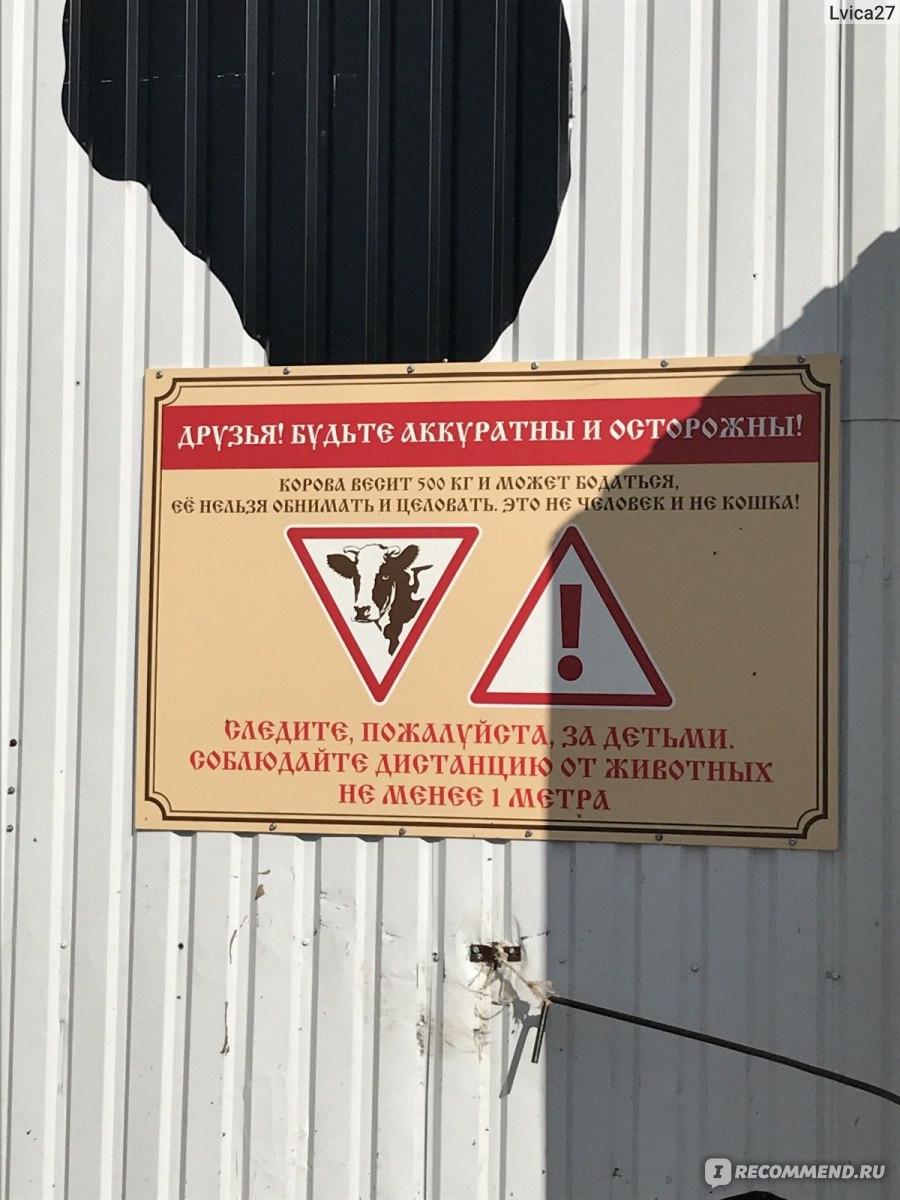 Lvica27
ДРУЗЬЯ! БУДЬТЕ АККУРАТНЫ И ОСТОРОЖНЫ!
КОРОВА ВЕСИТ 500 КГ И МОЖЕТ БОДАТЬСЯ,
ЕЁ НЕЛЬЗЯ ОБНИМАТЬ И ЦЕЛОВАТЬ. ЭТО НЕ ЧЕЛОВЕК И НЕ КОШКА!
!
СЛЕДИТЕ, ПОЖАЛУЙСТА, ЗА ДЕТЬМИ.
СОБЛЮДАЙТЕ ДИСТАНЦИЮ ОТ ЖИВОТНЫХ
НЕ МЕНЕЕ 1 МЕТРА
IRECOMMEND.RU